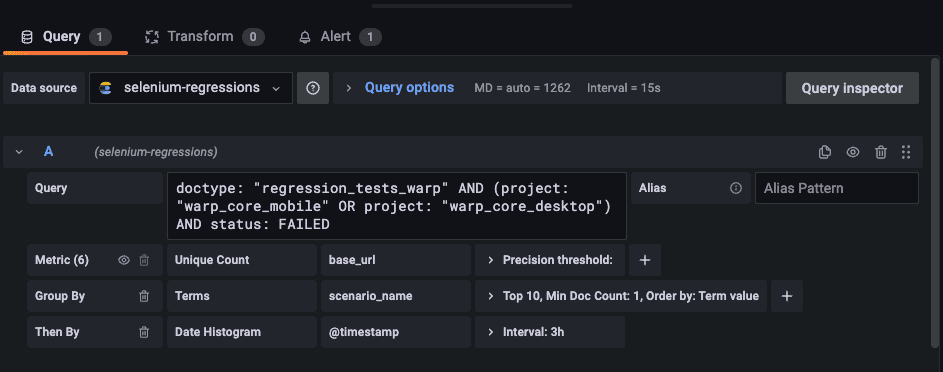 Query 1 Transform 0 Alert 1
Data source selenium-regressions Query options MD = auto = 1262 Interval = 15s Query inspector
A (selenium-regressions)
Query doctype: "regression_tests_warp" AND (project: Alias Alias Pattern
"warp_core_mobile" OR project: "warp_core_desktop")
AND status: FAILED
Metric (6) Unique Count base_url > Precision threshold: +
Group By Terms scenario_name > Top 10, Min Doc Count: 1, Order by: Term value +
Then By Date Histogram @timestamp > Interval: 3h